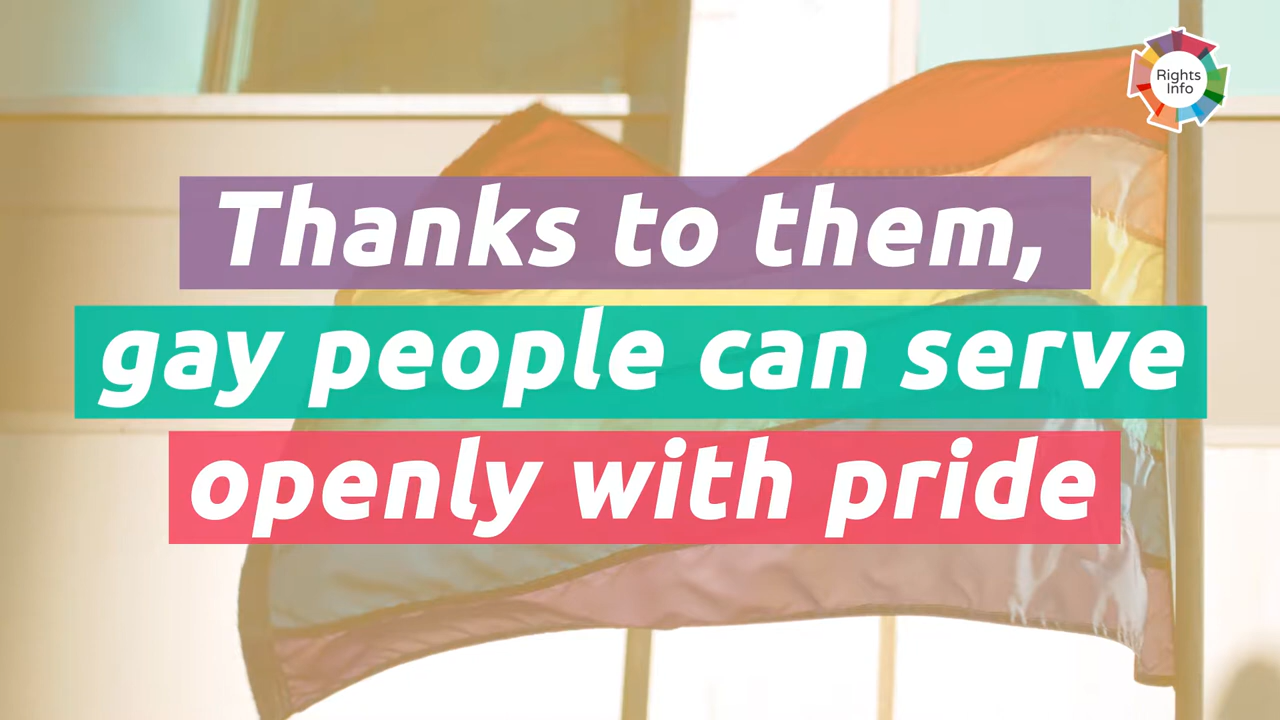 Rights
Info
Thanks to them,
gay people can serve
openly with pride